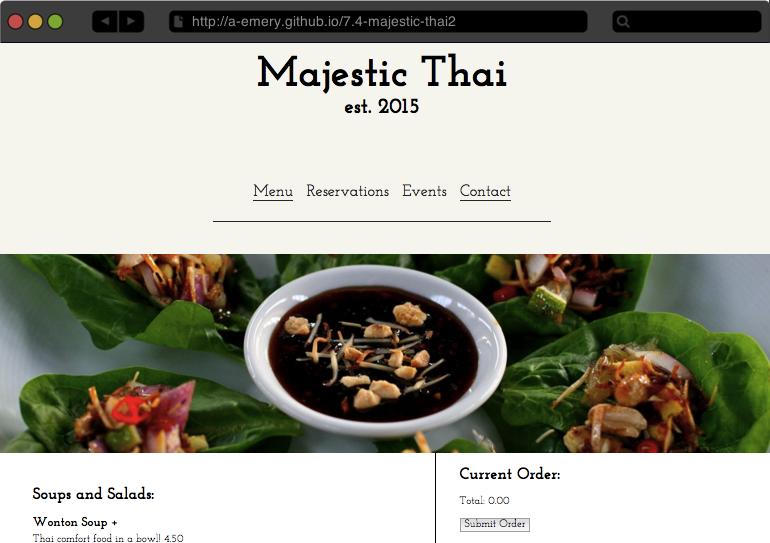 http://a-emery.github.io/7.4-majestic-thai2
Majestic Thai
est. 2015
Menu Reservations Events Contact
Current Order:
Total: 0.00
Submit Order
Soups and Salads:
Wonton Soup +
Thai comfort food in a bowl! 4.50